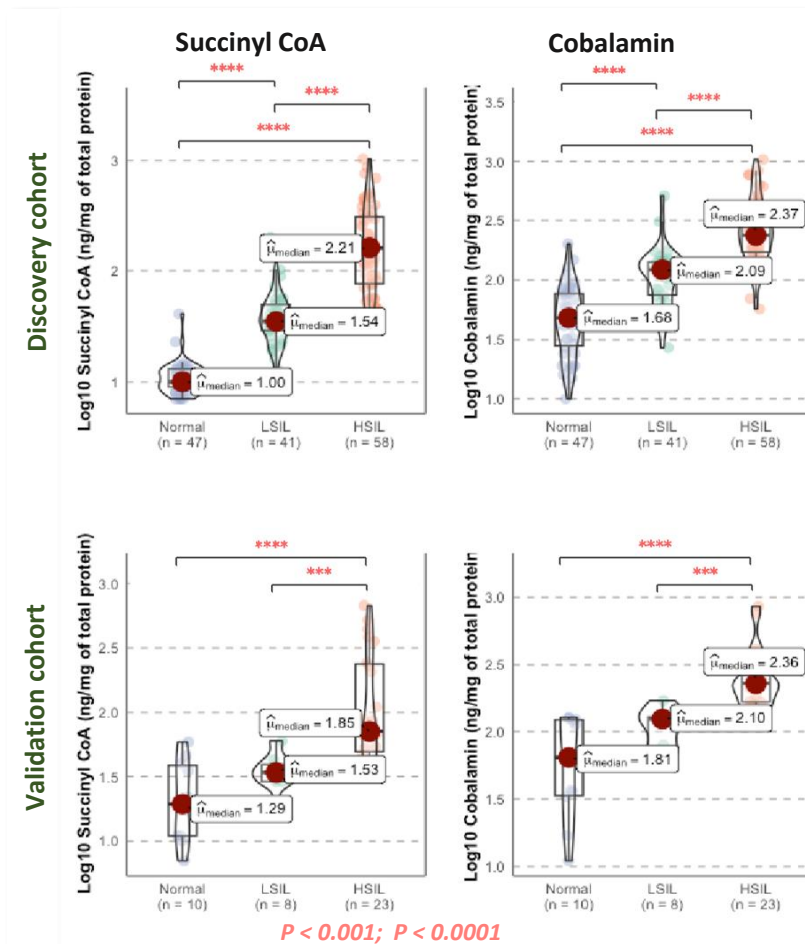 Succinyl CoA
Cobalamin
Discovery cohort
Log10 Succinyl CoA (ng/mg of total protein)
****
****
****
3
2
1
μ̂median = 2.21
μ̂median = 1.54
μ̂median = 1.00
Normal
(n = 47)
LSIL
(n = 41)
HSIL
(n = 58)
Log10 Cobalamin (ng/mg of total protein)
****
****
****
3.5
3.0
2.5
2.0
1.5
1.0
μ̂median = 2.37
μ̂median = 2.09
μ̂median = 1.68
Normal
(n = 47)
LSIL
(n = 41)
HSIL
(n = 58)
Validation cohort
Log10 Succinyl CoA (ng/mg of total protein)
****
***
3.0
2.5
2.0
1.5
1.0
μ̂median = 1.85
μ̂median = 1.53
μ̂median = 1.29
Normal
(n = 10)
LSIL
(n = 8)
HSIL
(n = 23)
Log10 Cobalamin (ng/mg of total protein)
****
***
3.0
2.5
2.0
1.5
1.0
μ̂median = 2.36
μ̂median = 2.10
μ̂median = 1.81
Normal
(n = 10)
LSIL
(n = 8)
HSIL
(n = 23)
P < 0.001; P < 0.0001